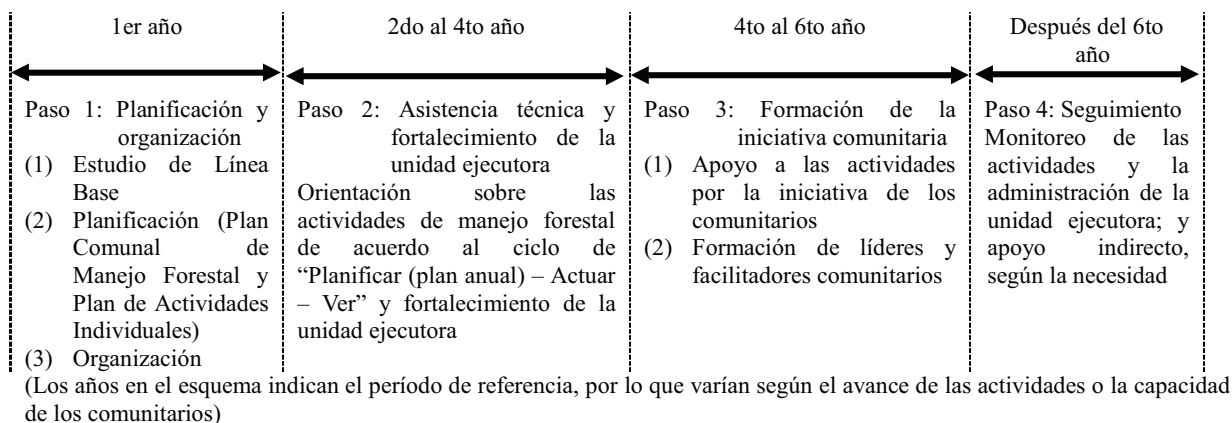 1er año
2do al 4to año
4to al 6to año
Después del 6to
año
Paso 1: Planificación y
organización
(1) Estudio de Línea
Base
(2) Planificación (Plan
Comunal de
Manejo Forestal y
Plan de Actividades
Individuales)
(3) Organización
Paso 2: Asistencia técnica y
fortalecimiento de la
unidad ejecutora
Orientación sobre las
actividades de manejo forestal
de acuerdo al ciclo de
“Planificar (plan anual) – Actuar
– Ver” y fortalecimiento de la
unidad ejecutora
Paso 3: Formación de la
iniciativa comunitaria
(1) Apoyo a las actividades
por la iniciativa de los
comunitarios
(2) Formación de líderes y
facilitadores comunitarios
Paso 4: Seguimiento
Monitoreo de las
actividades y la
administración de la
unidad ejecutora; y
apoyo indirecto,
según la necesidad
(Los años en el esquema indican el período de referencia, por lo que varían según el avance de las actividades o la capacidad
de los comunitarios)